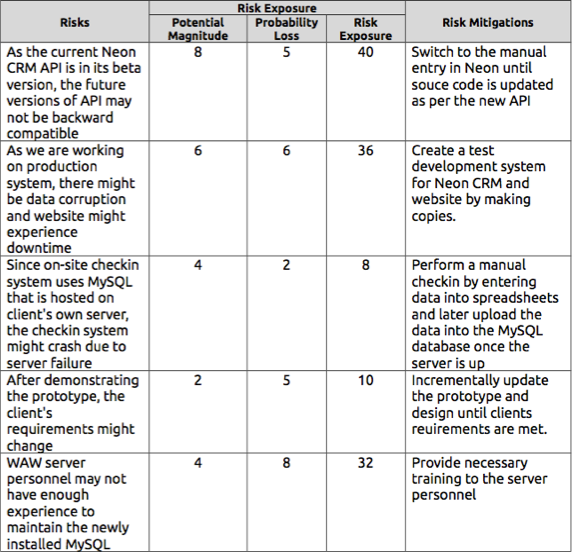 Risks
Risk Exposure
Potential Magnitude
Probability Loss
Risk Exposure
Risk Mitigations
As the current Neon
CRM API is in its beta
version, the future
versions of API may
not be backward
compatible
8
5
40
Switch to the manual
entry in Neon until
souce code is updated
as per the new API
As we are working
on production
system, there might
be data corruption
and website might
experience
downtime
6
6
36
Create a test
development system
for Neon CRM and
website by making
copies.
Since on-site checkin
system uses MySQL
that is hosted on
client's own server,
the checkin system
might crash due to
server failure
4
2
8
Perform a manual
checkin by entering
data into spreadsheets
and later upload the
data into the MySQL
database once the
server is up
After demonstrating
the prototype, the
client's
requirements might
change
2
5
10
Incrementally update
the prototype and
design until clients
reuirements are met.
WAW server
personnel may not
have enough
experience to
maintain the newly
installed MySQL
4
8
32
Provide necessary
training to the server
personnel